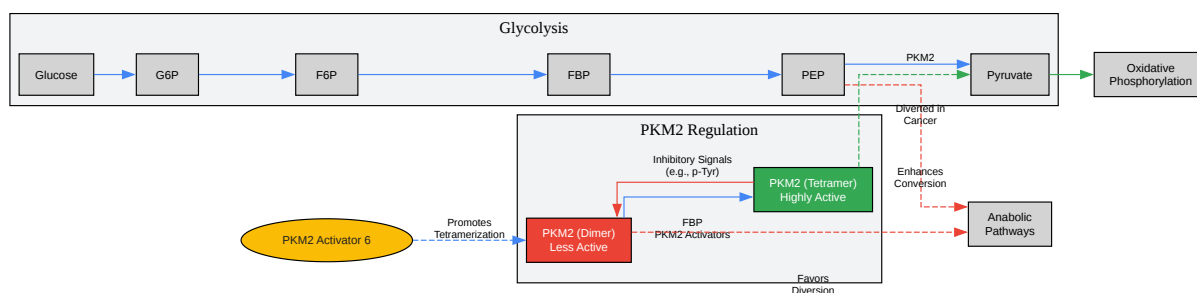 Glycolysis
Glucose
G6P
F6P
FBP
PEP
PKM2
Pyruvate
Oxidative
Phosphorylation
Diverted in
Cancer
PKM2 Regulation
Inhibitory Signals
(e.g., p-Tyr)
PKM2 (Tetramer)
Highly Active
Enhances
Conversion
Promotes
Tetramerization
PKM2 Activator 6
PKM2 (Dimer)
Less Active
FBP
PKM2 Activators
Anabolic
Pathways
Favors
Diversion